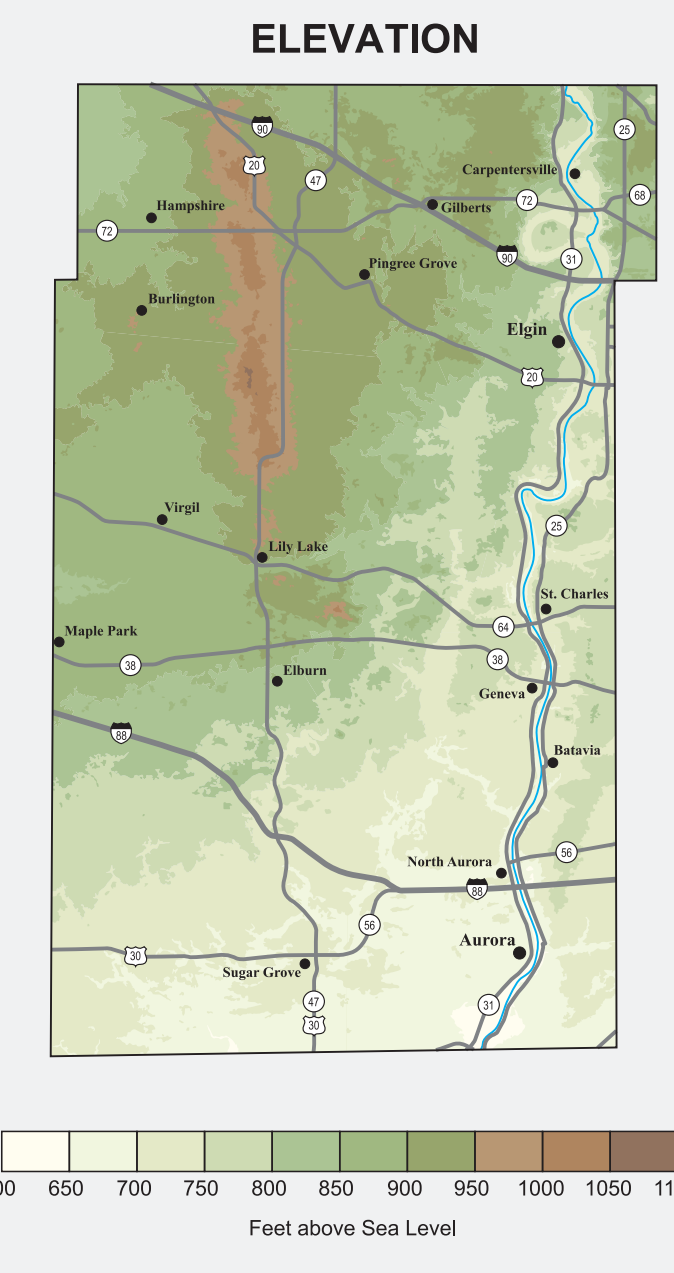 ELEVATION
90
25
20
Carpentersville
47
68
Hampshire
72
Gilberts
72
90
31
Pingree Grove
Burlington
Elgin
20
Virgil
25
Lily Lake
St. Charles
64
Maple Park
38
38
Elburn
Geneva
88
Batavia
56
North Aurora
88
56
Aurora
30
Sugar Grove
47
31
30
650 700 750 800 850 900 950 1000 1050
Feet above Sea Level